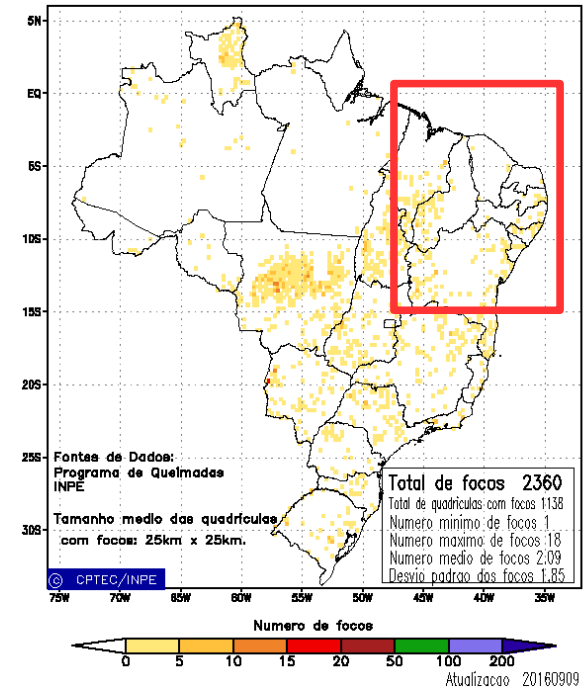 5N
EQ
5S
10S
15S
20S
25S
30S
Fontes de Dados:
Programa de Queimadas
INPE
Tamanho medio das quadriculas
com focos: 25km x 25km.
Total de focos 2360
Total de quadriculas com focos 1138
Numero minimo de focos 1
Numero maximo de focos 18
Numero medio de focos 2.09
Desvio padrao dos focos 1.85
© CPTEC/INPE
75W 70W 65W 60W 55W 50W 45W 40W 35W
Numero de focos
0 5 10 15 20 50 100 200
Atualizacao 20160909